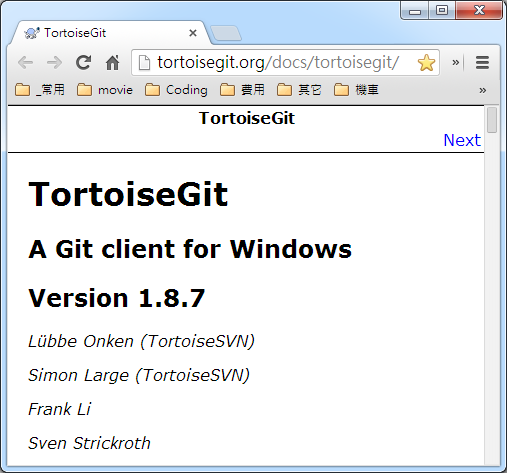 TortoiseGit
tortoisegit.org/docs/tortoisegit/
_常用 movie Coding 費用 其它 機車
TortoiseGit
Next
TortoiseGit
A Git client for Windows
Version 1.8.7
Lübbe Onken (TortoiseSVN)
Simon Large (TortoiseSVN)
Frank Li
Sven Strickroth